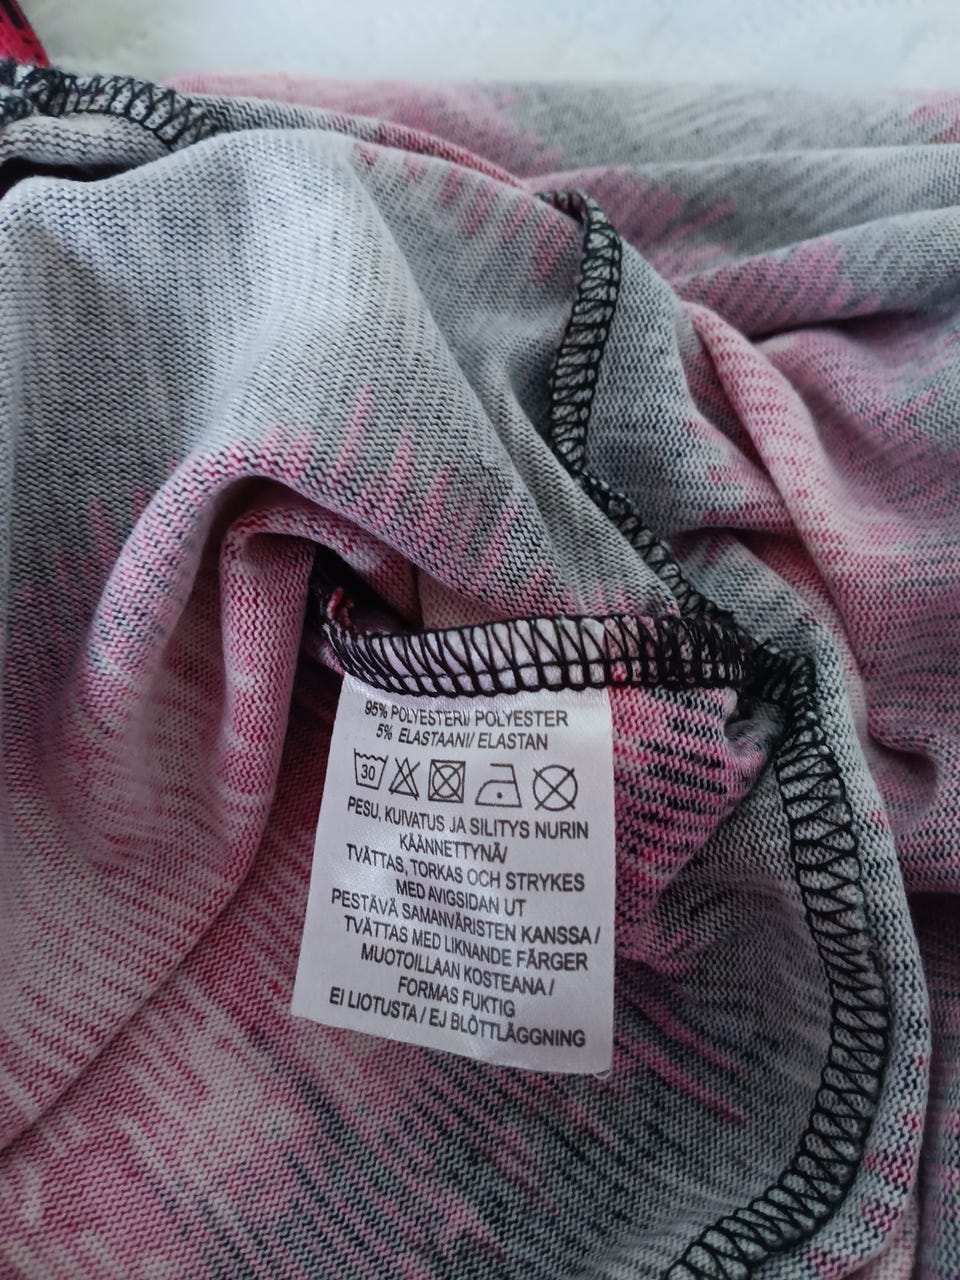 95% POLYESTERI/ POLYESTER
5% ELASTAANI/ ELASTAN
30
PESU, KUIVATUS JA SILITYS NURIN
KÄÄNNETTYNÄ/
TVÄTTAS, TORKAS OCH STRYKES
MED AVIGSIDAN UT
PESTÄVÄ SAMANVÄRISTEN KANSSA /
TVÄTTAS MED LIKNANDE FÄRGER
MUOTOILLAAN KOSTEANA /
FORMAS FUKTIG
EI LIOTUSTA / EJ BLÖTTLÄGGNING